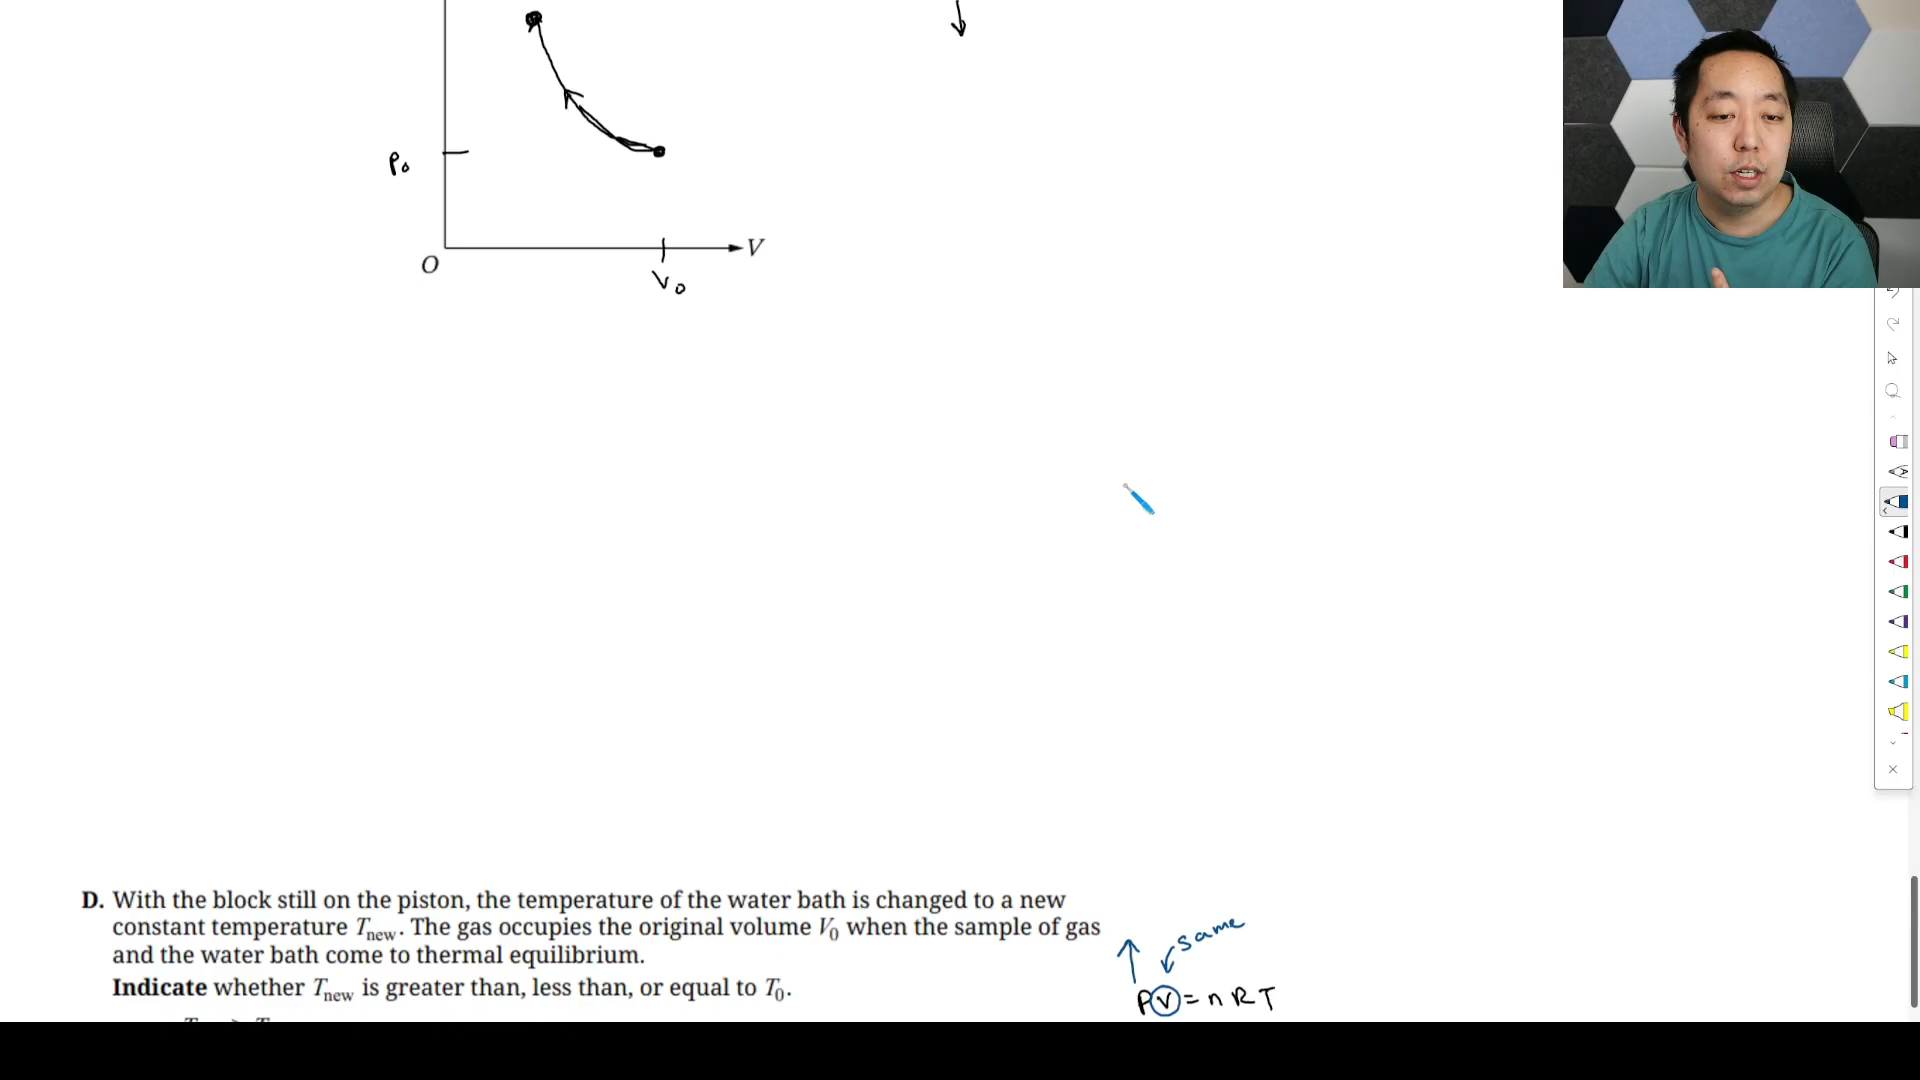 P₀
O
V
V₀
D. With the block still on the piston, the temperature of the water bath is changed to a new
constant temperature Tnew. The gas occupies the original volume V₀ when the sample of gas
and the water bath come to thermal equilibrium.
Indicate whether Tnew is greater than, less than, or equal to T₀.
same
PV = nRT